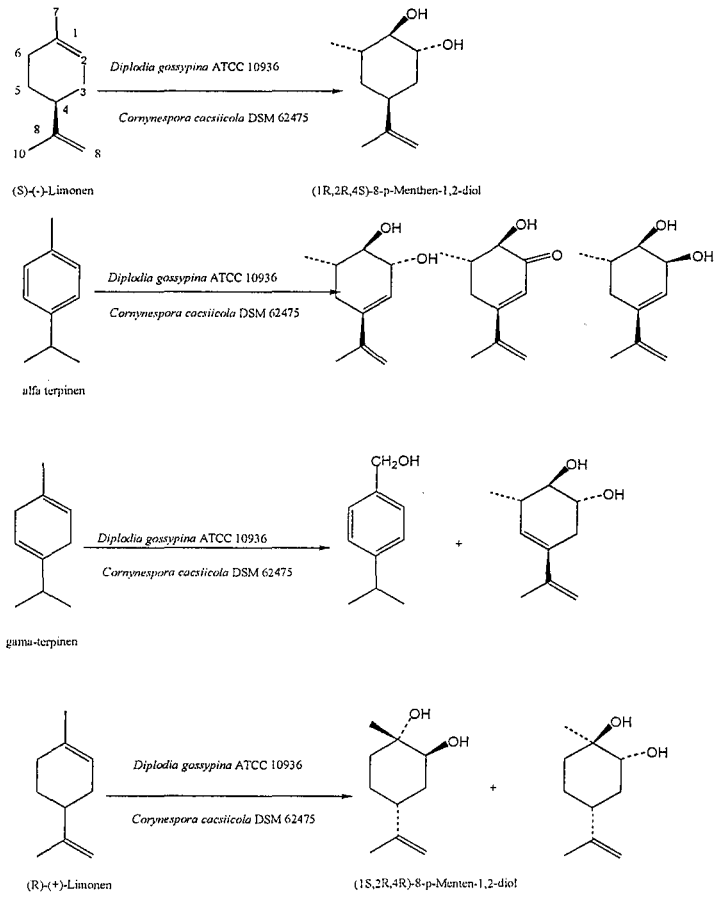 7
OH
1
6
2
OH
Diplodia gossypina ATCC 10936
5
3
4
Cornynespora cacsiicola DSM 62475
8
10
8
(S)-(-)-Limonen
(1R,2R,4S)-8-p-Menthen-1,2-diol
OH
OH
OH
OH
O
OH
Diplodia gossypina ATCC 10936
Cornynespora cacsiicola DSM 62475
alfa terpinen
CH2OH
OH
OH
Diplodia gossypina ATCC 10936
+
Cornynespora cacsiicola DSM 62475
gama-terpinen
OH
OH
OH
OH
Diplodia gossypina ATCC 10936
+
Corynespora cacsiicola DSM 62475
(R)-(+)-Limonen
(1S,2R,4R)-8-p-Menten-1,2-diol